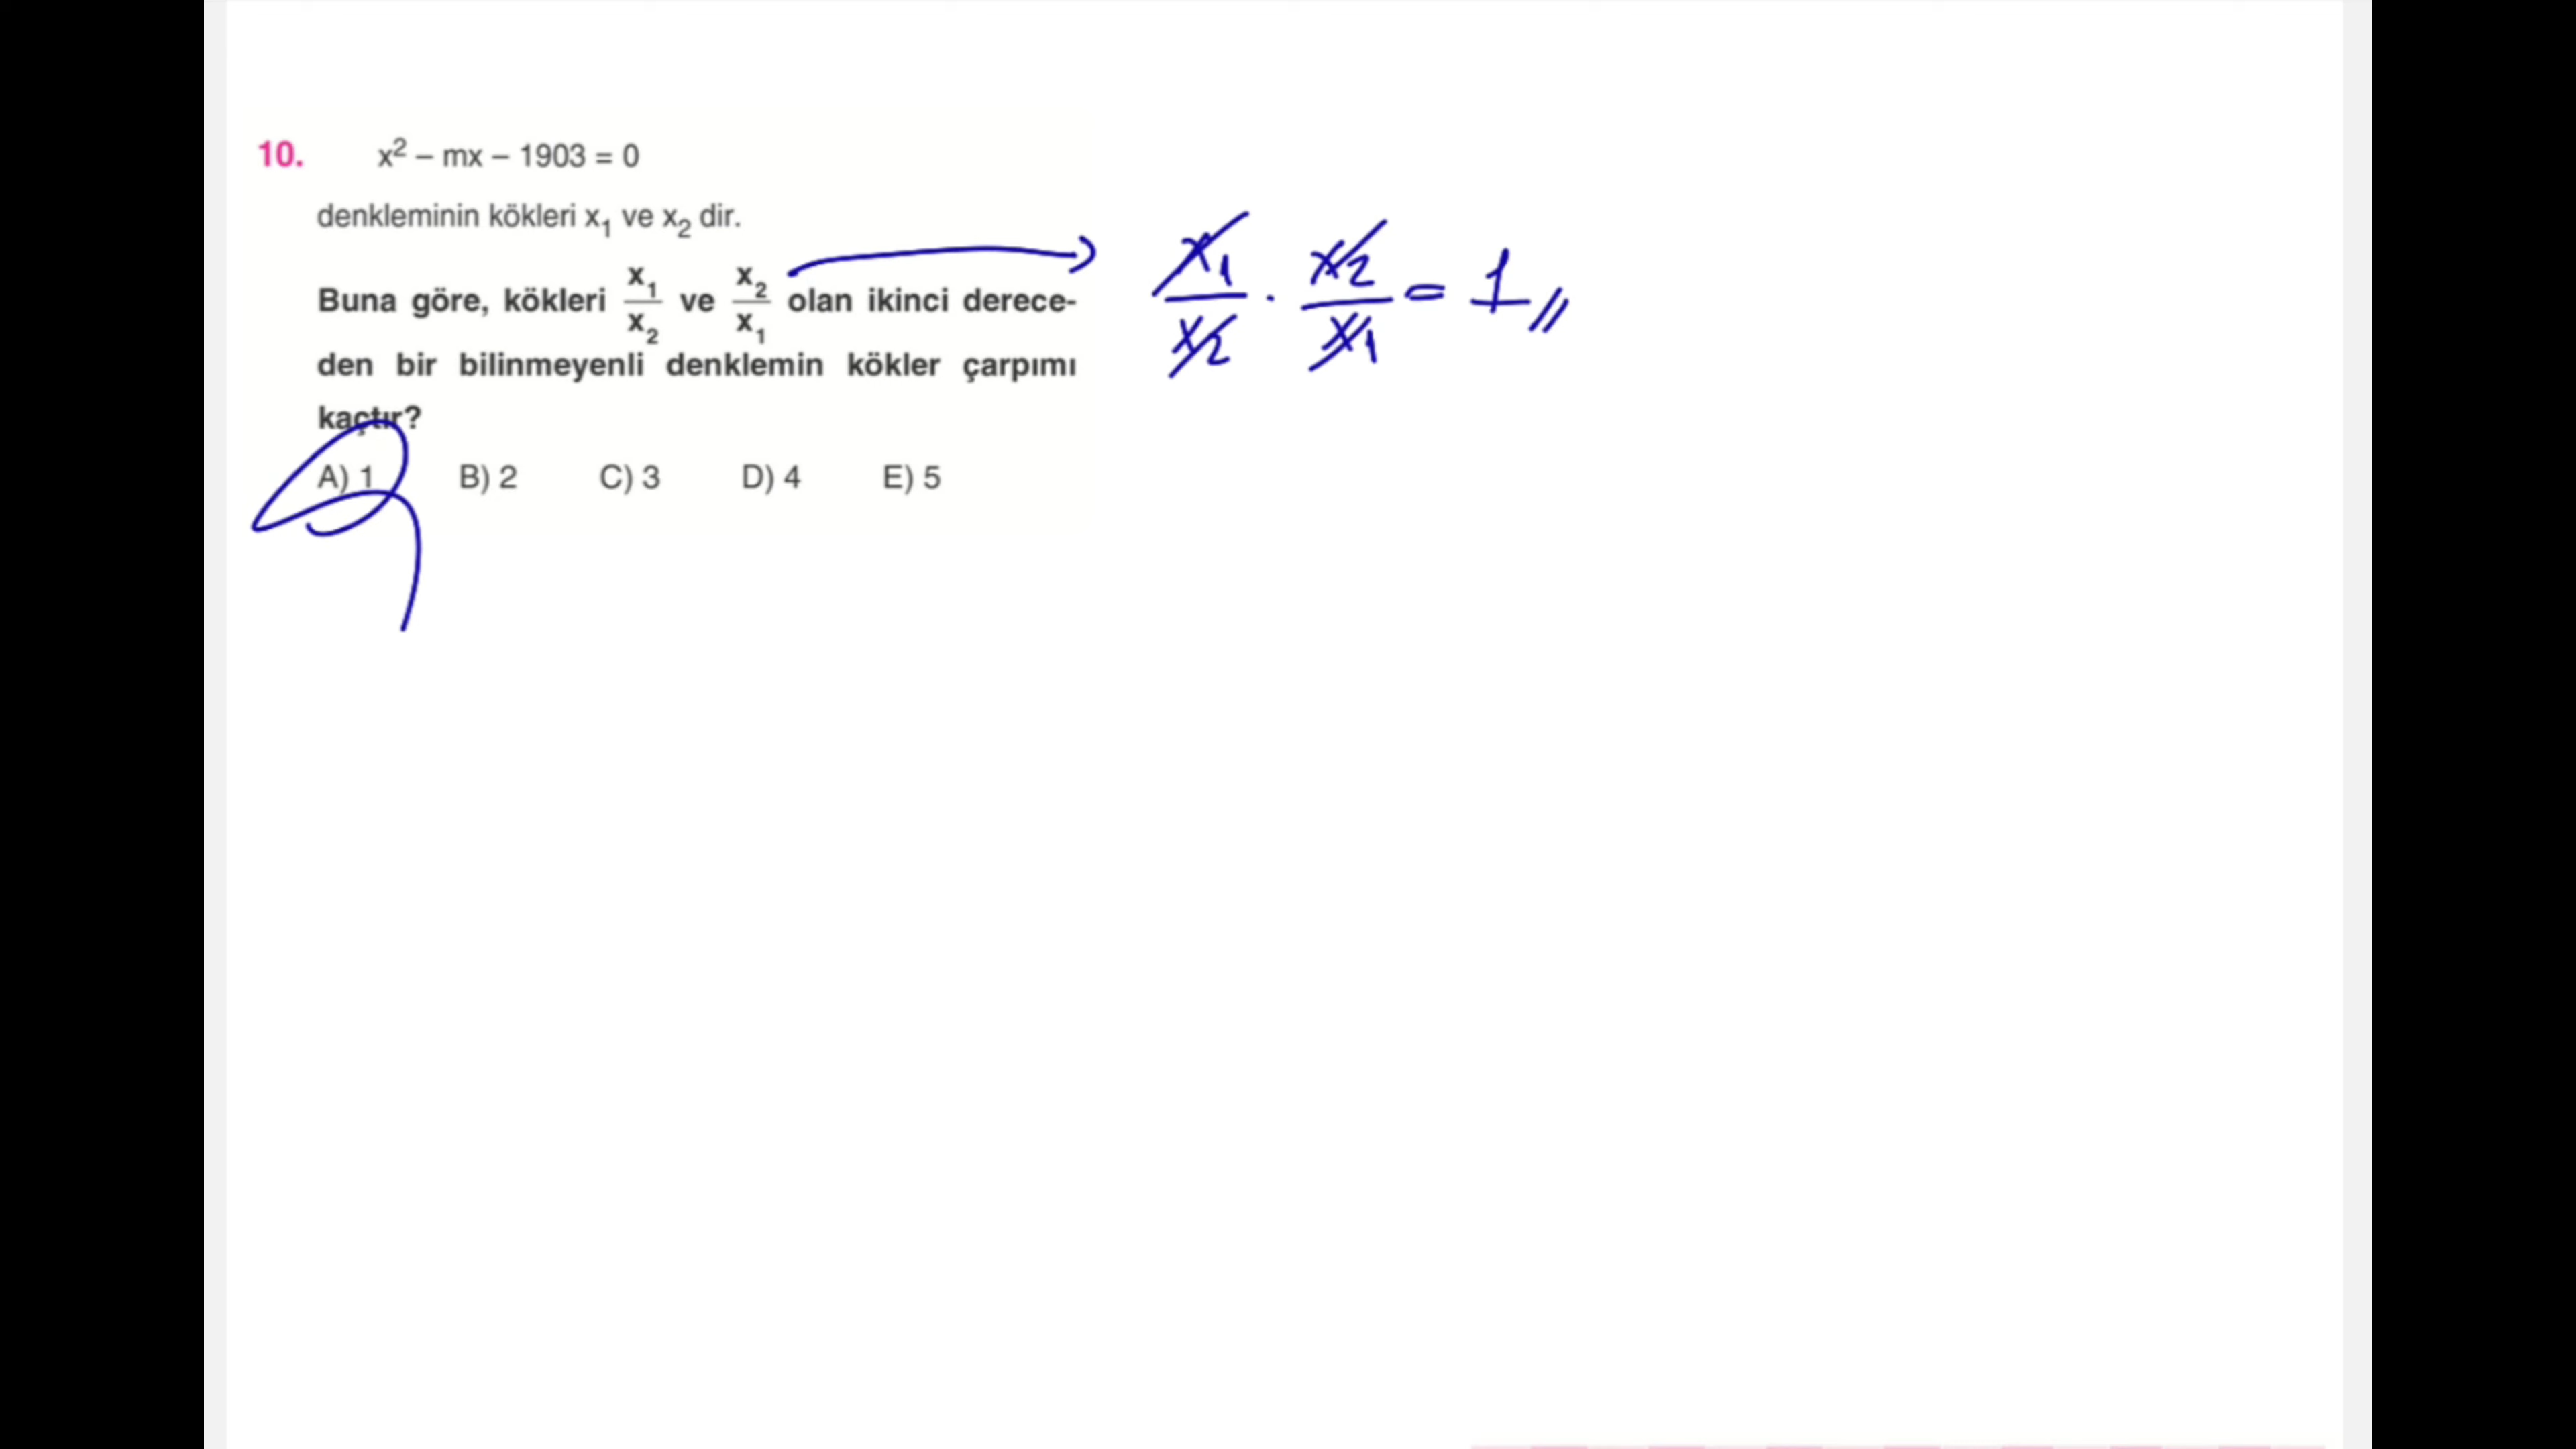 10. x² – mx – 1903 = 0
denkleminin kökleri x₁ ve x₂ dir.
Buna göre, kökleri x₁/x₂ ve x₂/x₁ olan ikinci derece-
den bir bilinmeyenli denklemin kökler çarpımı
kaçtır?
A) 1 B) 2 C) 3 D) 4 E) 5
x₁/x₂ · x₂/x₁ = 1